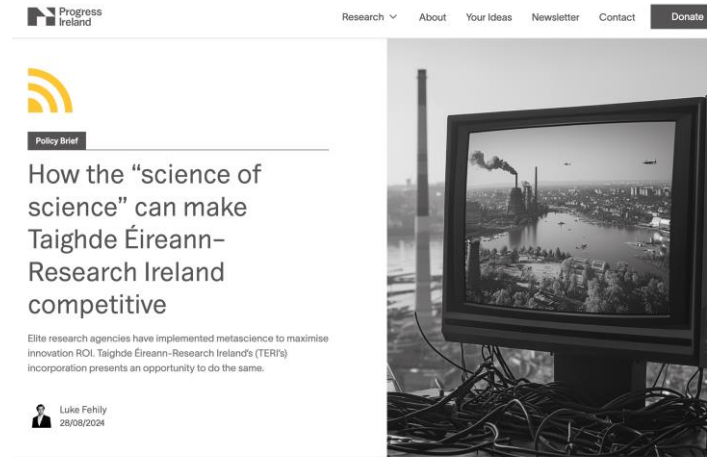 Progress
Ireland
Research
About
Your Ideas
Newsletter
Contact
Donate
Policy Brief
How the “science of
science” can make
Taighde Éireann–
Research Ireland
competitive
Elite research agencies have implemented metascience to maximise
innovation ROI. Taighde Éireann-Research Ireland's (TERI's)
incorporation presents an opportunity to do the same.
Luke Fehily
28/08/2024